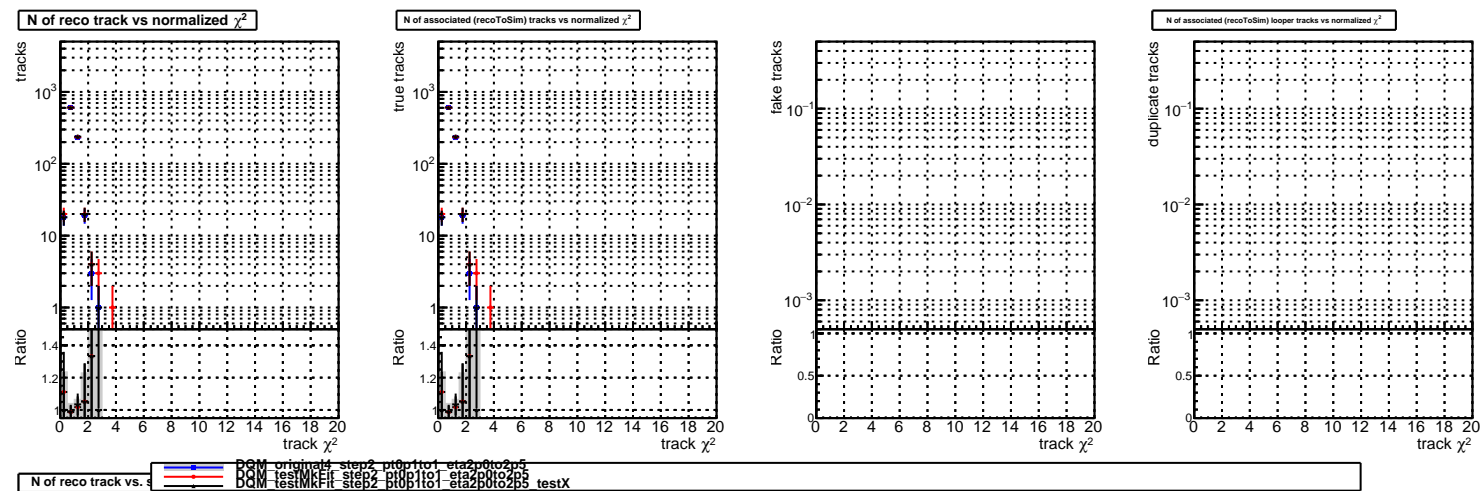 N of reco track vs normalized χ²
N of associated (recoToSim) tracks vs normalized χ²
N of associated (recoToSim) looper tracks vs normalized χ²
tracks
10³
10²
10
1
Ratio
1.4
1.2
1
0 2 4 6 8 10 12 14 16 18 20
track χ²
true tracks
10³
10²
10
1
Ratio
1.4
1.2
1
0 2 4 6 8 10 12 14 16 18 20
track χ²
fake tracks
10⁻¹
10⁻²
10⁻³
Ratio
1
0.5
0
0 2 4 6 8 10 12 14 16 18 20
track χ²
duplicate tracks
10⁻¹
10⁻²
10⁻³
Ratio
1
0.5
0
0 2 4 6 8 10 12 14 16 18 20
track χ²
DQM_original4_step2_pt0p1to1_eta2p0to2p5
DQM_testMkFit_step2_pt0p1to1_eta2p0to2p5
DQM_testMkFit_step2_pt0p1to1_eta2p0to2p5_testX
N of reco track vs. s